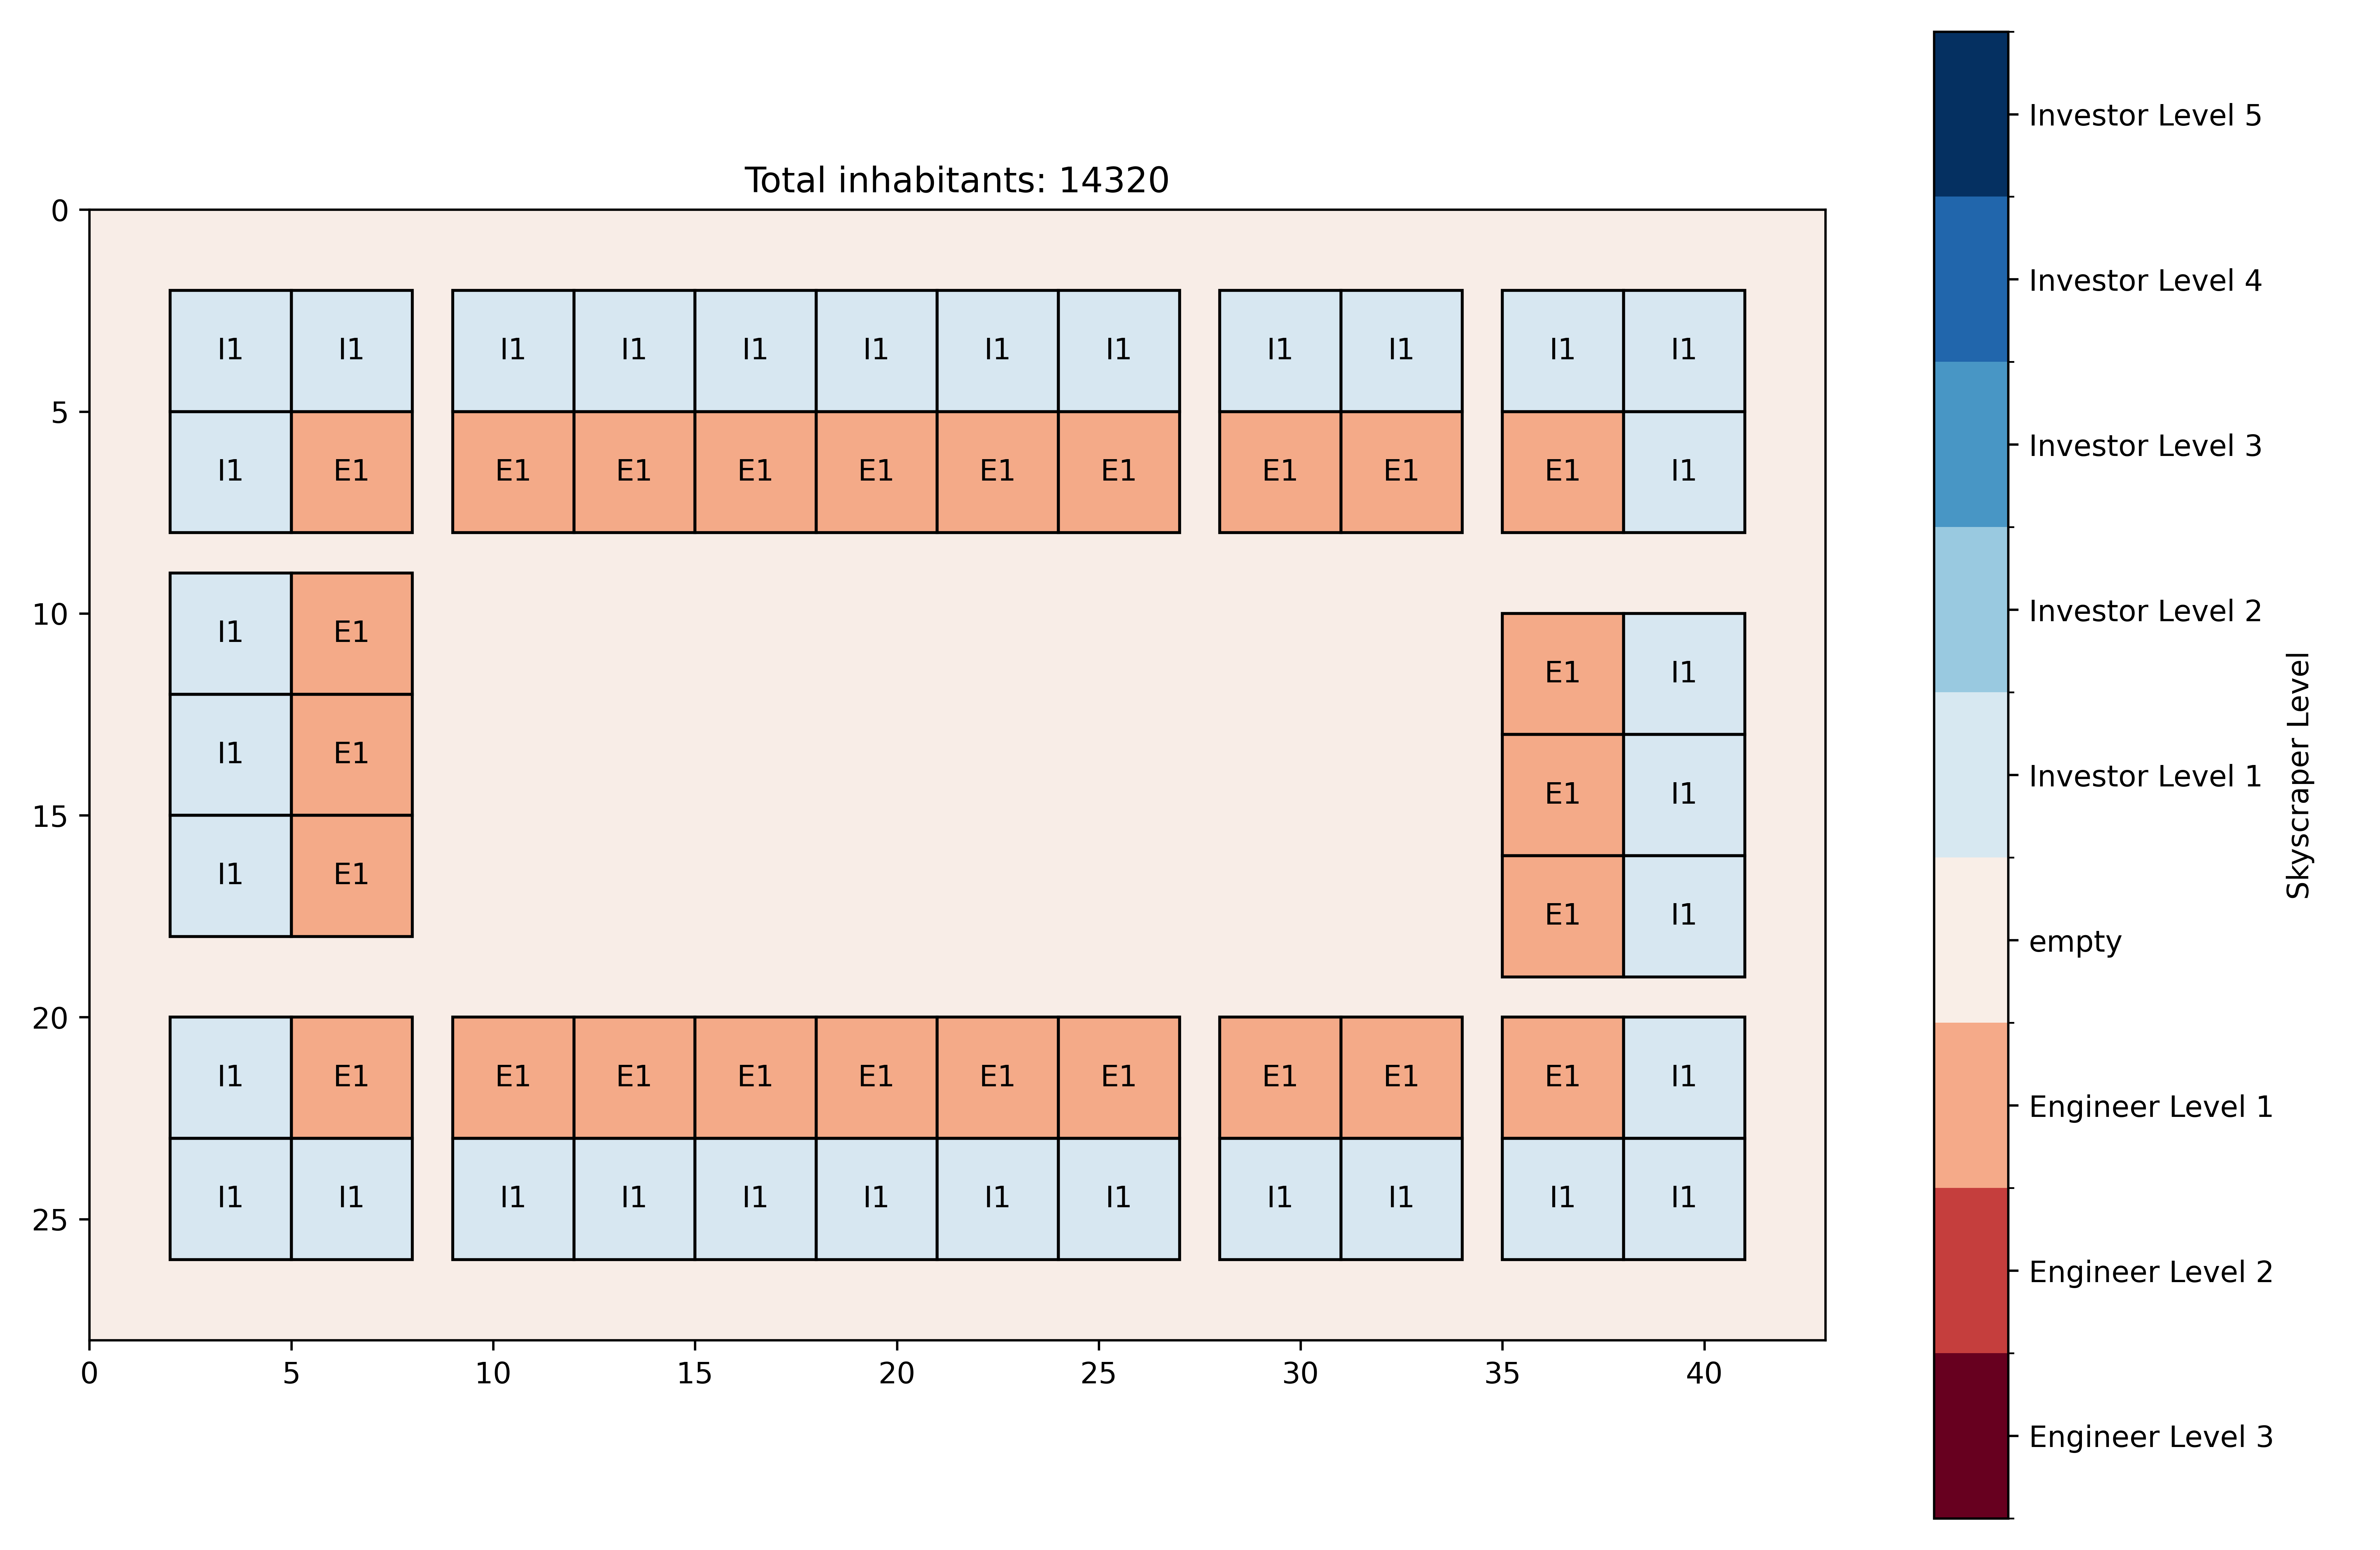 Total inhabitants: 14320
0
I1 I1 I1 I1 I1 I1 I1 I1 I1 I1 I1 I1
5
I1 E1 E1 E1 E1 E1 E1 E1 E1 E1 E1 I1
10
I1 E1
E1 I1
I1 E1
E1 I1
15
I1 E1
E1 I1
20
I1 E1 E1 E1 E1 E1 E1 E1 E1 E1 E1 I1
I1 I1 I1 I1 I1 I1 I1 I1 I1 I1 I1 I1
25
0 5 10 15 20 25 30 35 40
Investor Level 5
Investor Level 4
Investor Level 3
Investor Level 2
Investor Level 1
empty
Engineer Level 1
Engineer Level 2
Engineer Level 3
Skyscraper Level